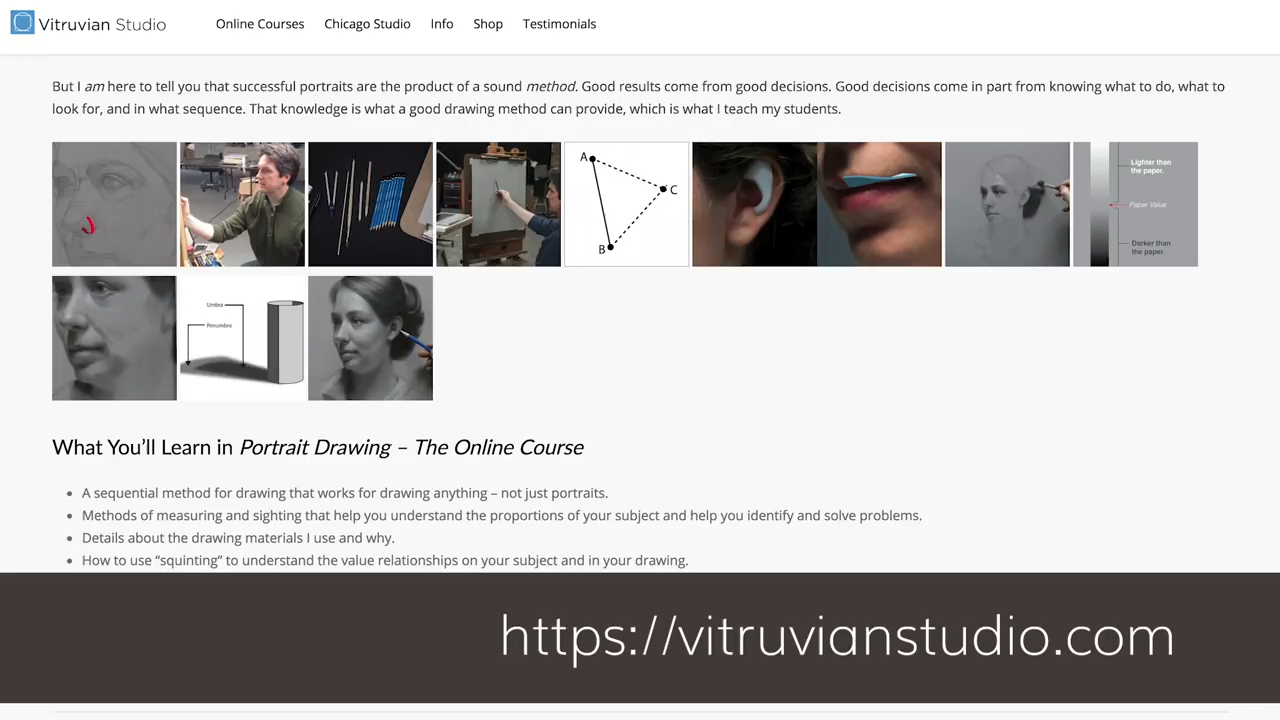 Vitruvian Studio
Online Courses Chicago Studio Info Shop Testimonials
But I am here to tell you that successful portraits are the product of a sound method. Good results come from good decisions. Good decisions come in part from knowing what to do, what to
look for, and in what sequence. That knowledge is what a good drawing method can provide, which is what I teach my students.
A
C
B
Lighter than
the paper.
Paper Value
Darker than
the paper.
Umbra
Penumbra
What You’ll Learn in Portrait Drawing – The Online Course
• A sequential method for drawing that works for drawing anything – not just portraits.
• Methods of measuring and sighting that help you understand the proportions of your subject and help you identify and solve problems.
• Details about the drawing materials I use and why.
• How to use “squinting” to understand the value relationships on your subject and in your drawing.
https://vitruvianstudio.com